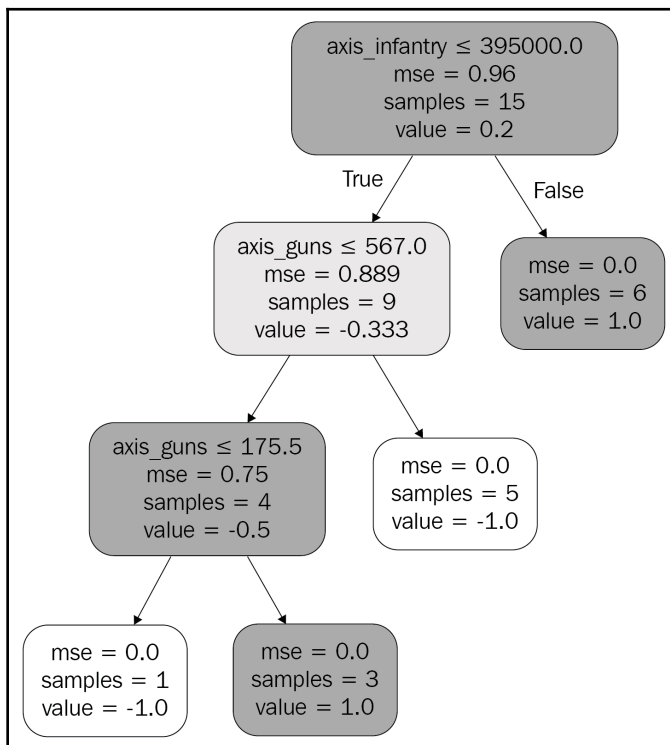 axis_infantry ≤ 395000.0
mse = 0.96
samples = 15
value = 0.2
True
False
axis_guns ≤ 567.0
mse = 0.889
samples = 9
value = -0.333
mse = 0.0
samples = 6
value = 1.0
axis_guns ≤ 175.5
mse = 0.75
samples = 4
value = -0.5
mse = 0.0
samples = 5
value = -1.0
mse = 0.0
samples = 1
value = -1.0
mse = 0.0
samples = 3
value = 1.0